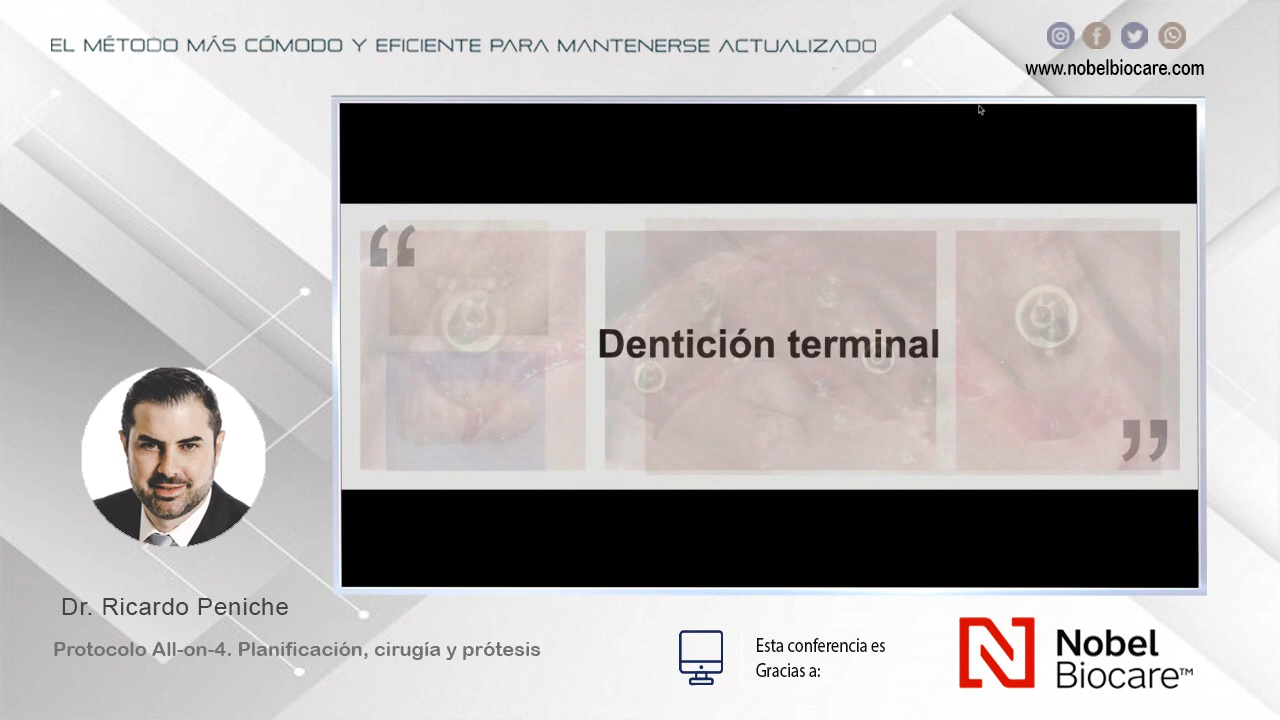 EL MÉTODO MÁS CÓMODO Y EFICIENTE PARA MANTENERSE ACTUALIZADO
www.nobelbiocare.com
“
Dentición terminal
”
Dr. Ricardo Peniche
Protocolo All-on-4. Planificación, cirugía y prótesis
Esta conferencia es
Gracias a:
Nobel
Biocare™